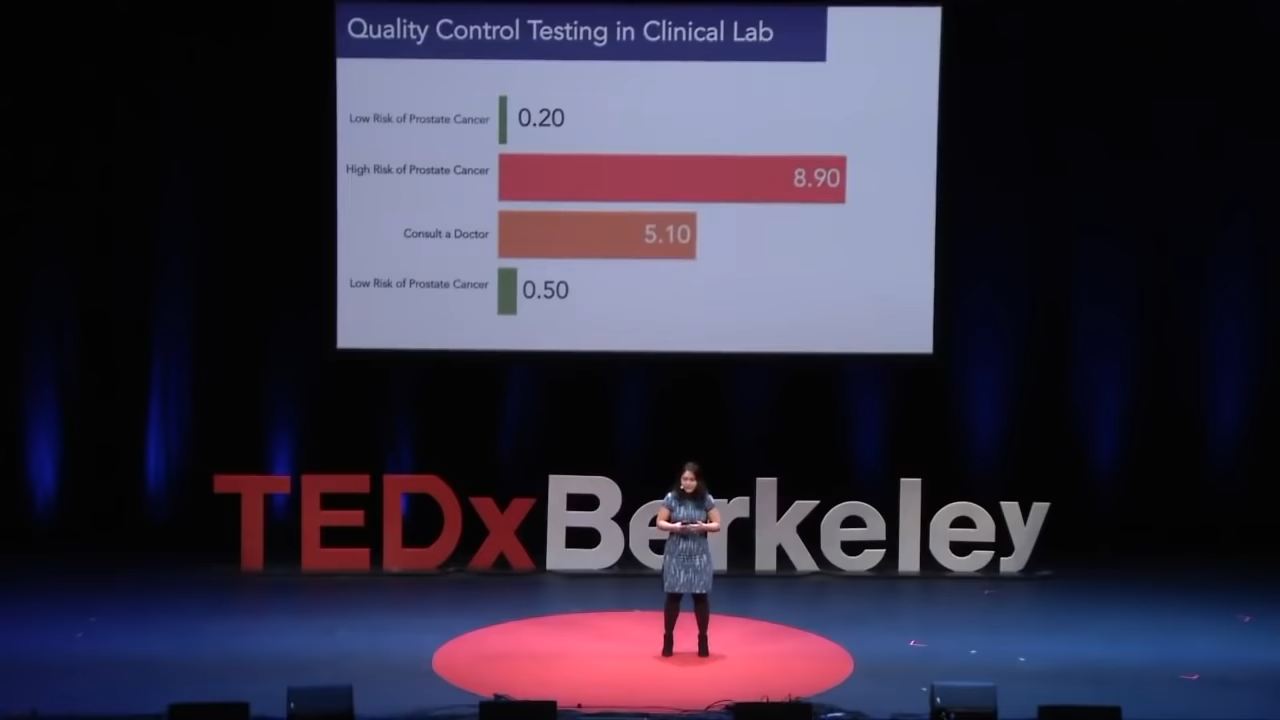 Quality Control Testing in Clinical Lab
Low Risk of Prostate Cancer 0.20
High Risk of Prostate Cancer 8.90
Consult a Doctor 5.10
Low Risk of Prostate Cancer 0.50
TEDxBerkeley